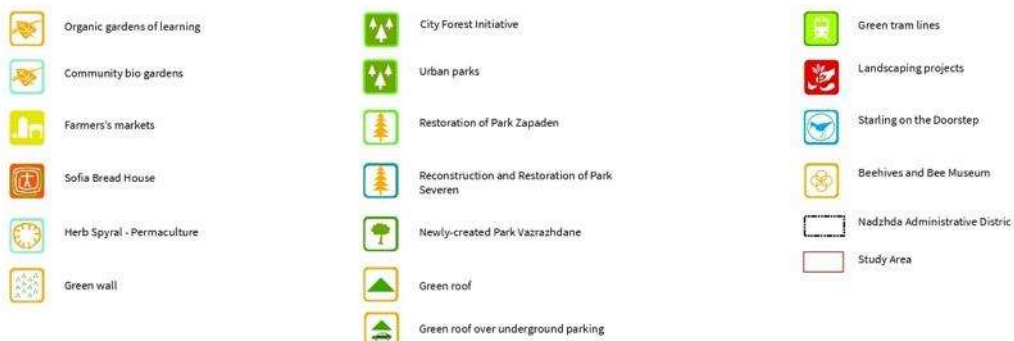 Organic gardens of learning
Community bio gardens
Farmers's markets
Sofia Bread House
Herb Spyral - Permaculture
Green wall
City Forest Initiative
Urban parks
Restoration of Park Zapaden
Reconstruction and Restoration of Park
Severen
Newly-created Park Vazrazhdane
Green roof
Green roof over underground parking
Green tram lines
Landscaping projects
Starling on the Doorstep
Beehives and Bee Museum
Nadzhda Administrative Distric
Study Area